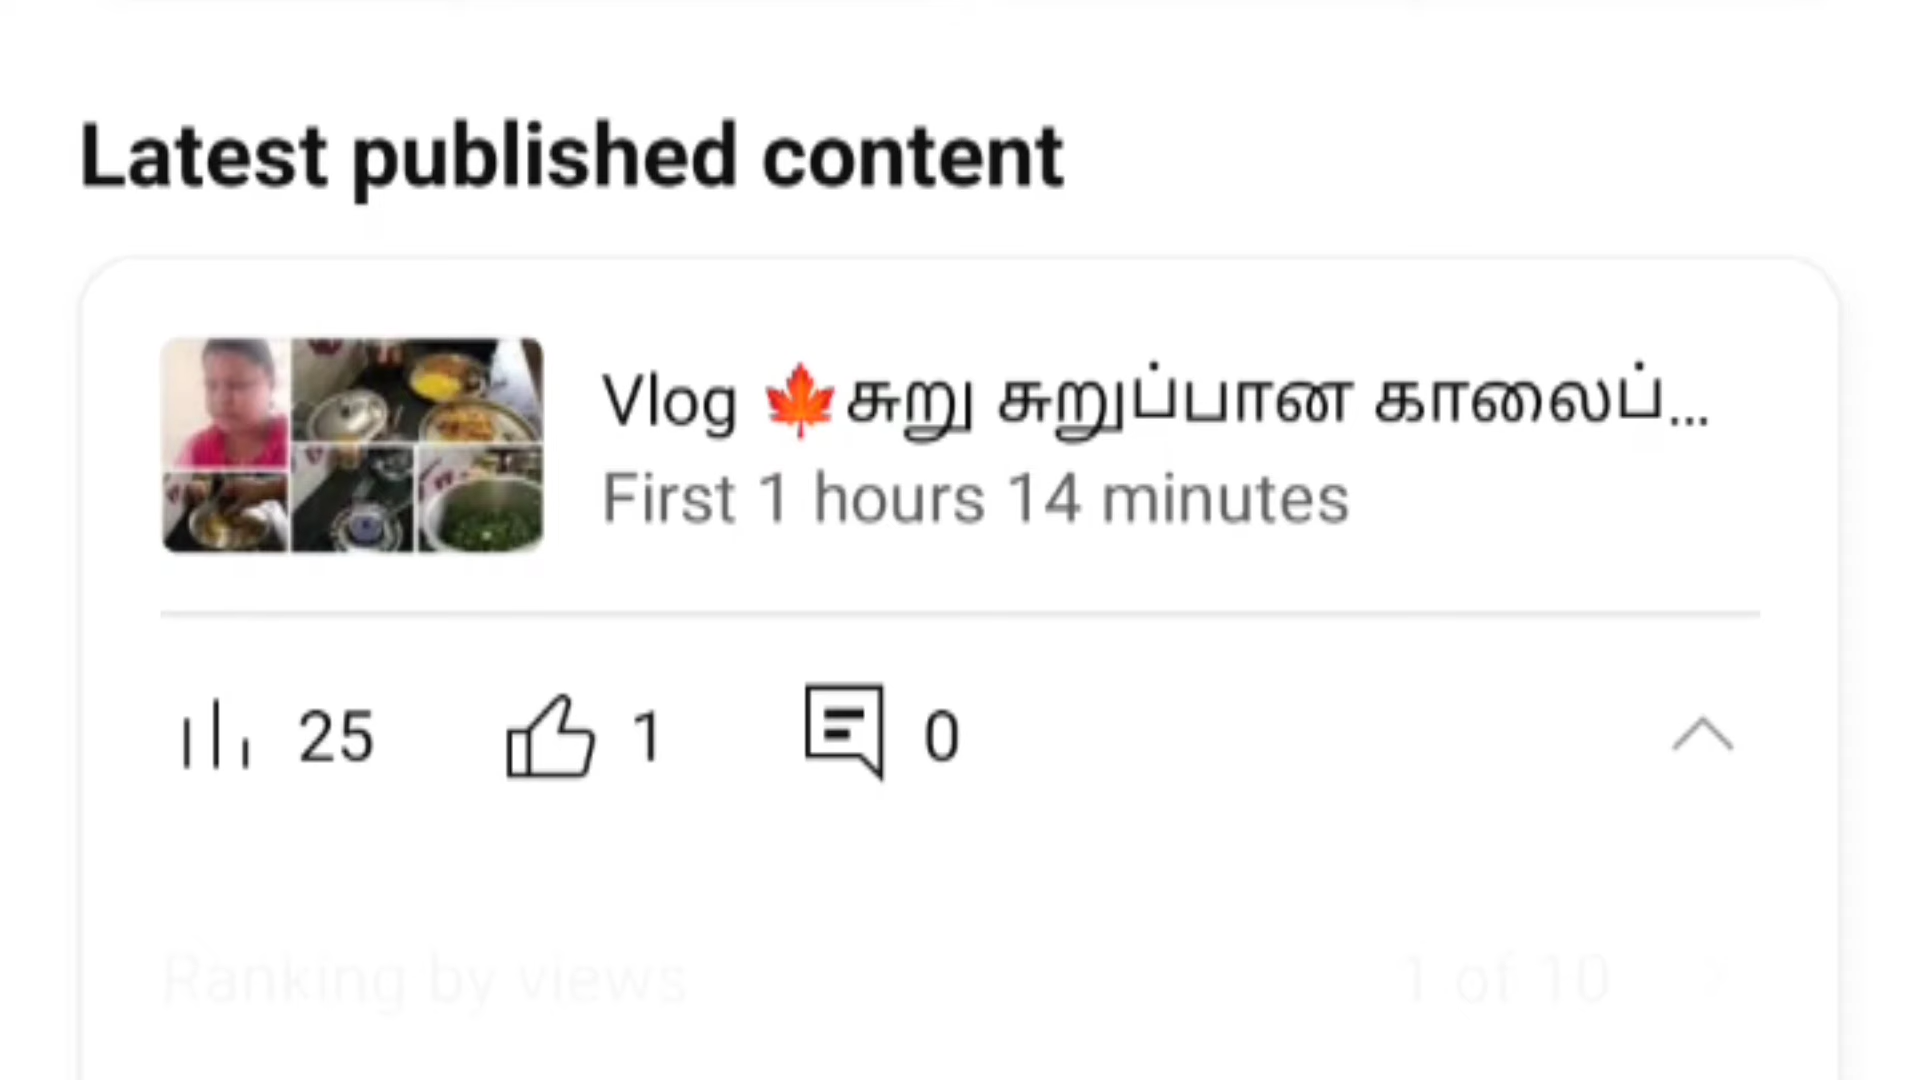 Latest published content
Vlog 🍁சுறு சுறுப்பான காலைப்...
First 1 hours 14 minutes
25 1 0
Ranking by views 1 of 10